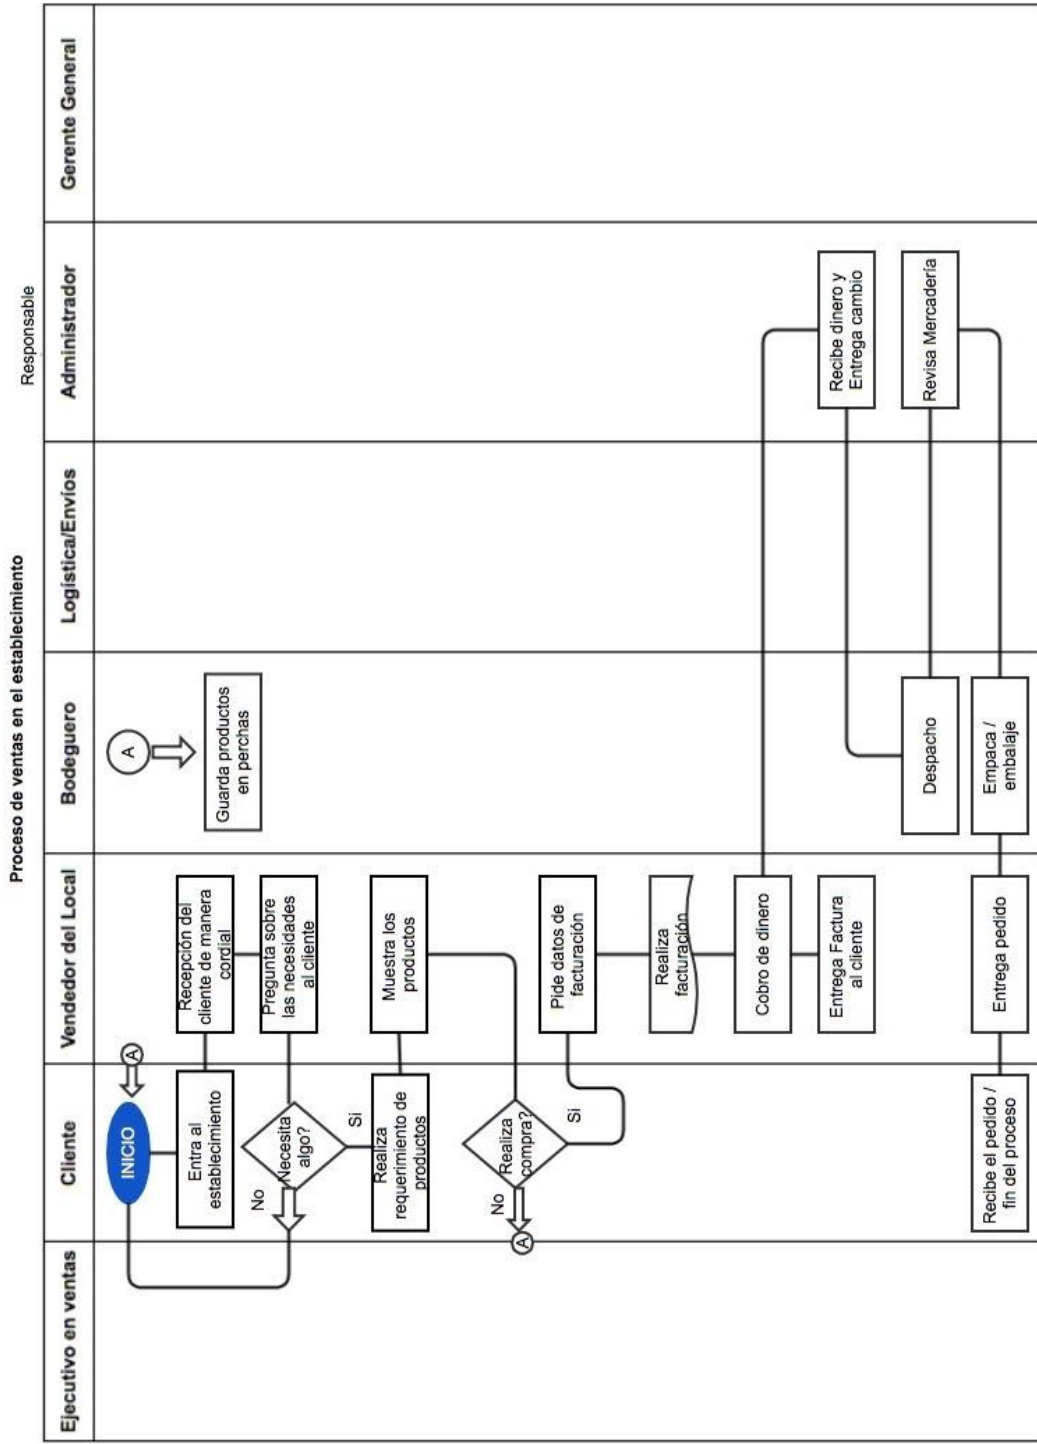 Proceso de ventas en el establecimiento
Responsable
Ejecutivo en ventas
Cliente
Vendedor del Local
Bodeguero
Logística/Envíos
Administrador
Gerente General
INICIO
A
A
Entra al
establecimiento
Recepción del
cliente de manera
cordial
Guarda productos
en perchas
Necesita
algo?
No
Si
Pregunta sobre
las necesidades
al cliente
Realiza
requerimiento de
productos
Muestra los
productos
Realiza
compra?
No
A
Si
Pide datos de
facturación
Realiza
facturación
Cobro de dinero
Entrega Factura
al cliente
Recibe dinero y
Entrega cambio
Despacho
Revisa Mercadería
Recibe el pedido /
fin del proceso
Entrega pedido
Empaca /
embalaje